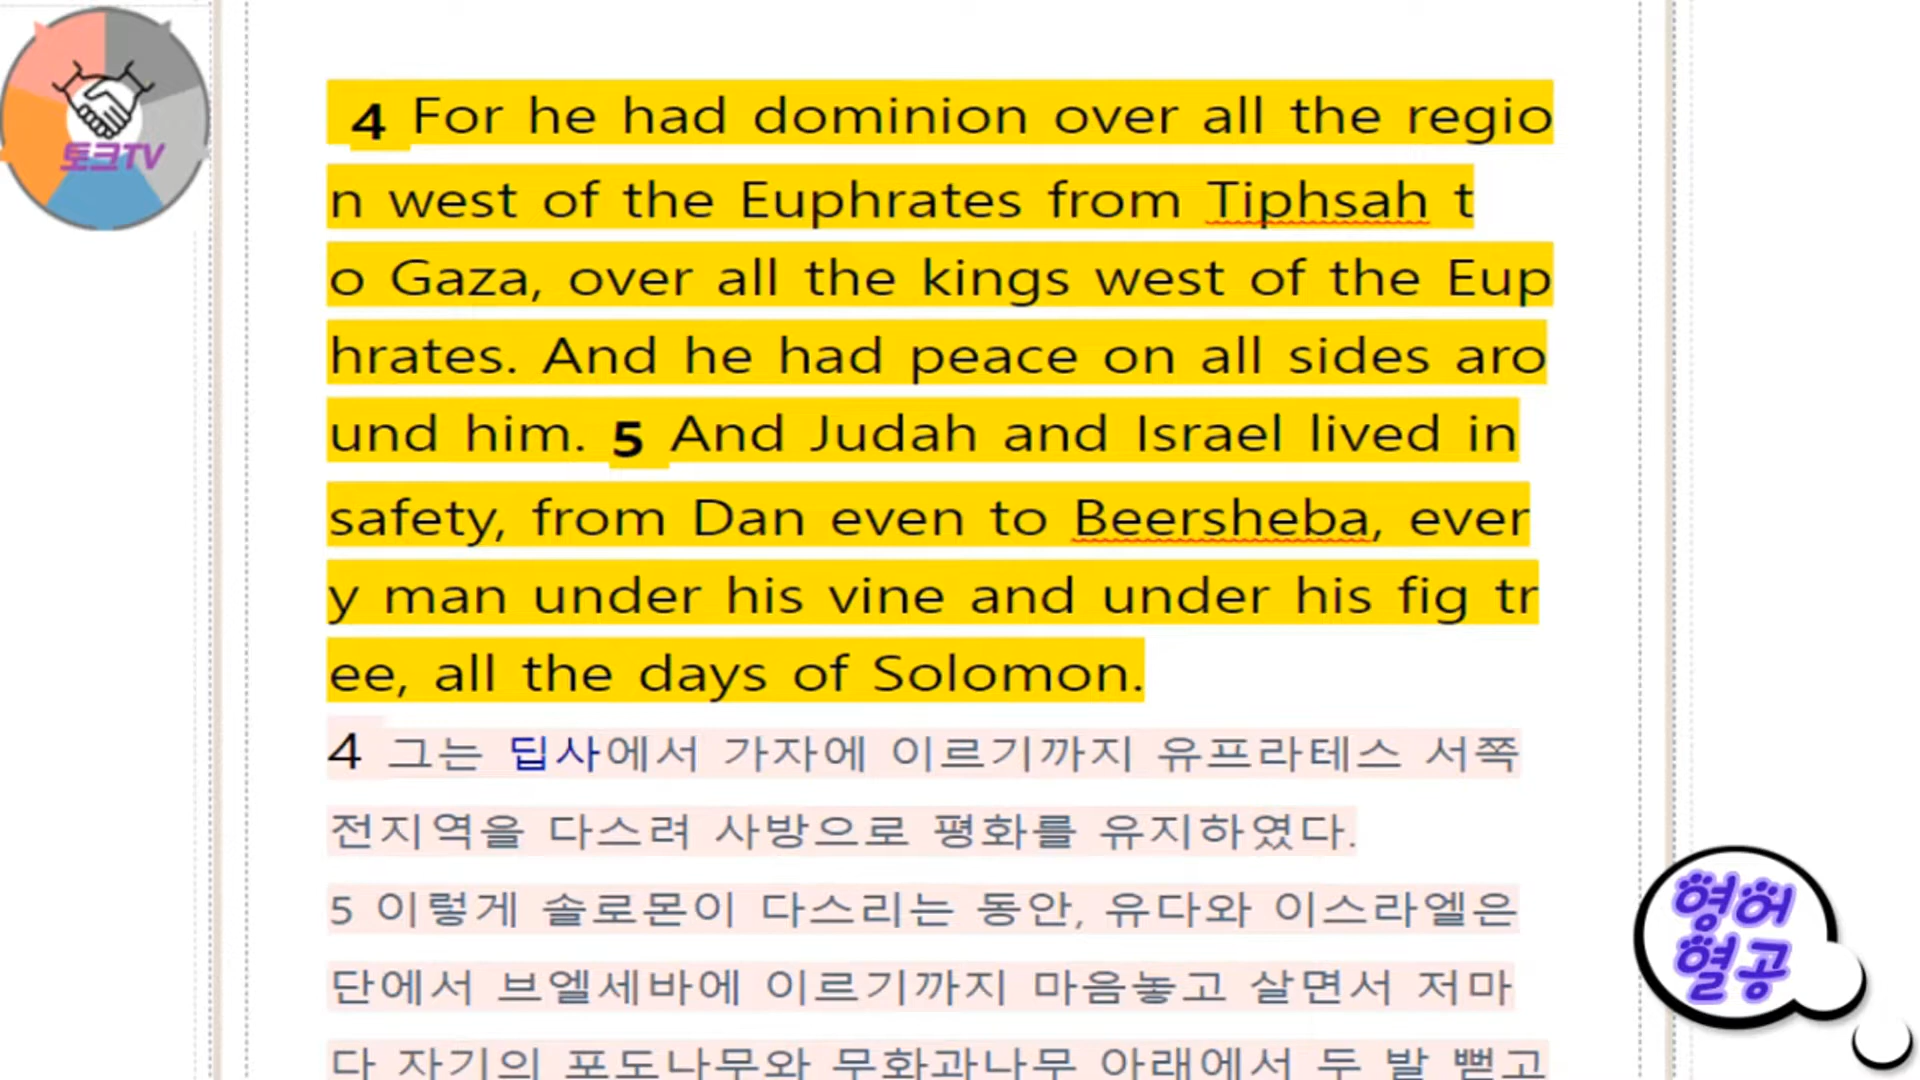 토크TV
4 For he had dominion over all the regio
n west of the Euphrates from Tiphsah t
o Gaza, over all the kings west of the Eup
hrates. And he had peace on all sides aro
und him. 5 And Judah and Israel lived in
safety, from Dan even to Beersheba, ever
y man under his vine and under his fig tr
ee, all the days of Solomon.
4 그는 딥사에서 가자에 이르기까지 유프라테스 서쪽
전지역을 다스려 사방으로 평화를 유지하였다.
5 이렇게 솔로몬이 다스리는 동안, 유다와 이스라엘은
단에서 브엘세바에 이르기까지 마음놓고 살면서 저마
다 자기의 포도나무와 무화과나무 아래에서 두 발 뻗고
영어
혈공